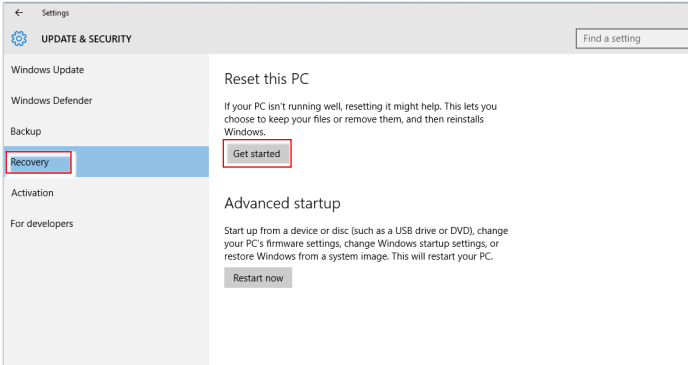 Settings
UPDATE & SECURITY
Find a setting
Windows Update
Windows Defender
Backup
Recovery
Activation
For developers
Reset this PC
If your PC isn't running well, resetting it might help. This lets you
choose to keep your files or remove them, and then reinstalls
Windows.
Get started
Advanced startup
Start up from a device or disc (such as a USB drive or DVD), change
your PC's firmware settings, change Windows startup settings, or
restore Windows from a system image. This will restart your PC.
Restart now